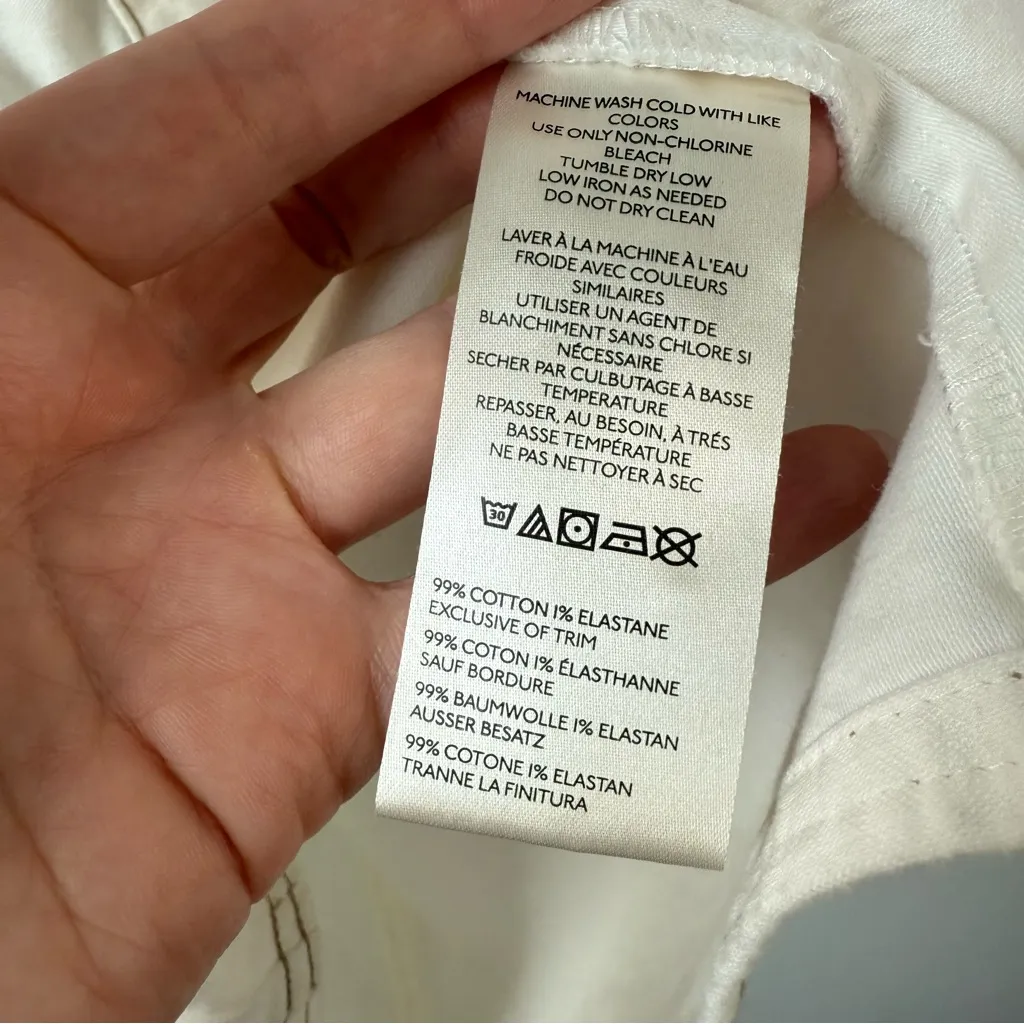 MACHINE WASH COLD WITH LIKE
COLORS
USE ONLY NON-CHLORINE
BLEACH
TUMBLE DRY LOW
LOW IRON AS NEEDED
DO NOT DRY CLEAN
LAVER À LA MACHINE À L'EAU
FROIDE AVEC COULEURS
SIMILAIRES
UTILISER UN AGENT DE
BLANCHIMENT SANS CHLORE SI
NÉCESSAIRE
SECHER PAR CULBUTAGE À BASSE
TEMPERATURE
REPASSER, AU BESOIN, À TRÉS
BASSE TEMPÉRATURE
NE PAS NETTOYER À SEC
30
99% COTTON 1% ELASTANE
EXCLUSIVE OF TRIM
99% COTON 1% ÉLASTHANNE
SAUF BORDURE
99% BAUMWOLLE 1% ELASTAN
AUSSER BESATZ
99% COTONE 1% ELASTAN
TRANNE LA FINITURA